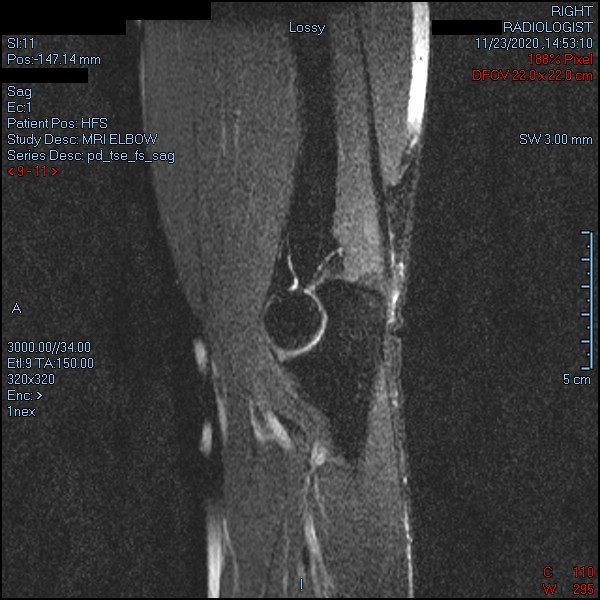 RIGHT
Lossy
RADIOLOGIST
SI:11
11/23/2020 ,14:53:10
Pos:-147.14 mm
188% Pixel
DFOV 22.0 x 22.0 cm
Sag
Ec:1
Patient Pos: HFS
Study Desc: MRI ELBOW
SW 3.00 mm
Series Desc: pd_tse_fs_sag
< 9 - 11 >
A
3000.00//34.00
Etl:9 TA:150.00
320x320
5 cm
Enc: >
1nex
I
C 110
W 295